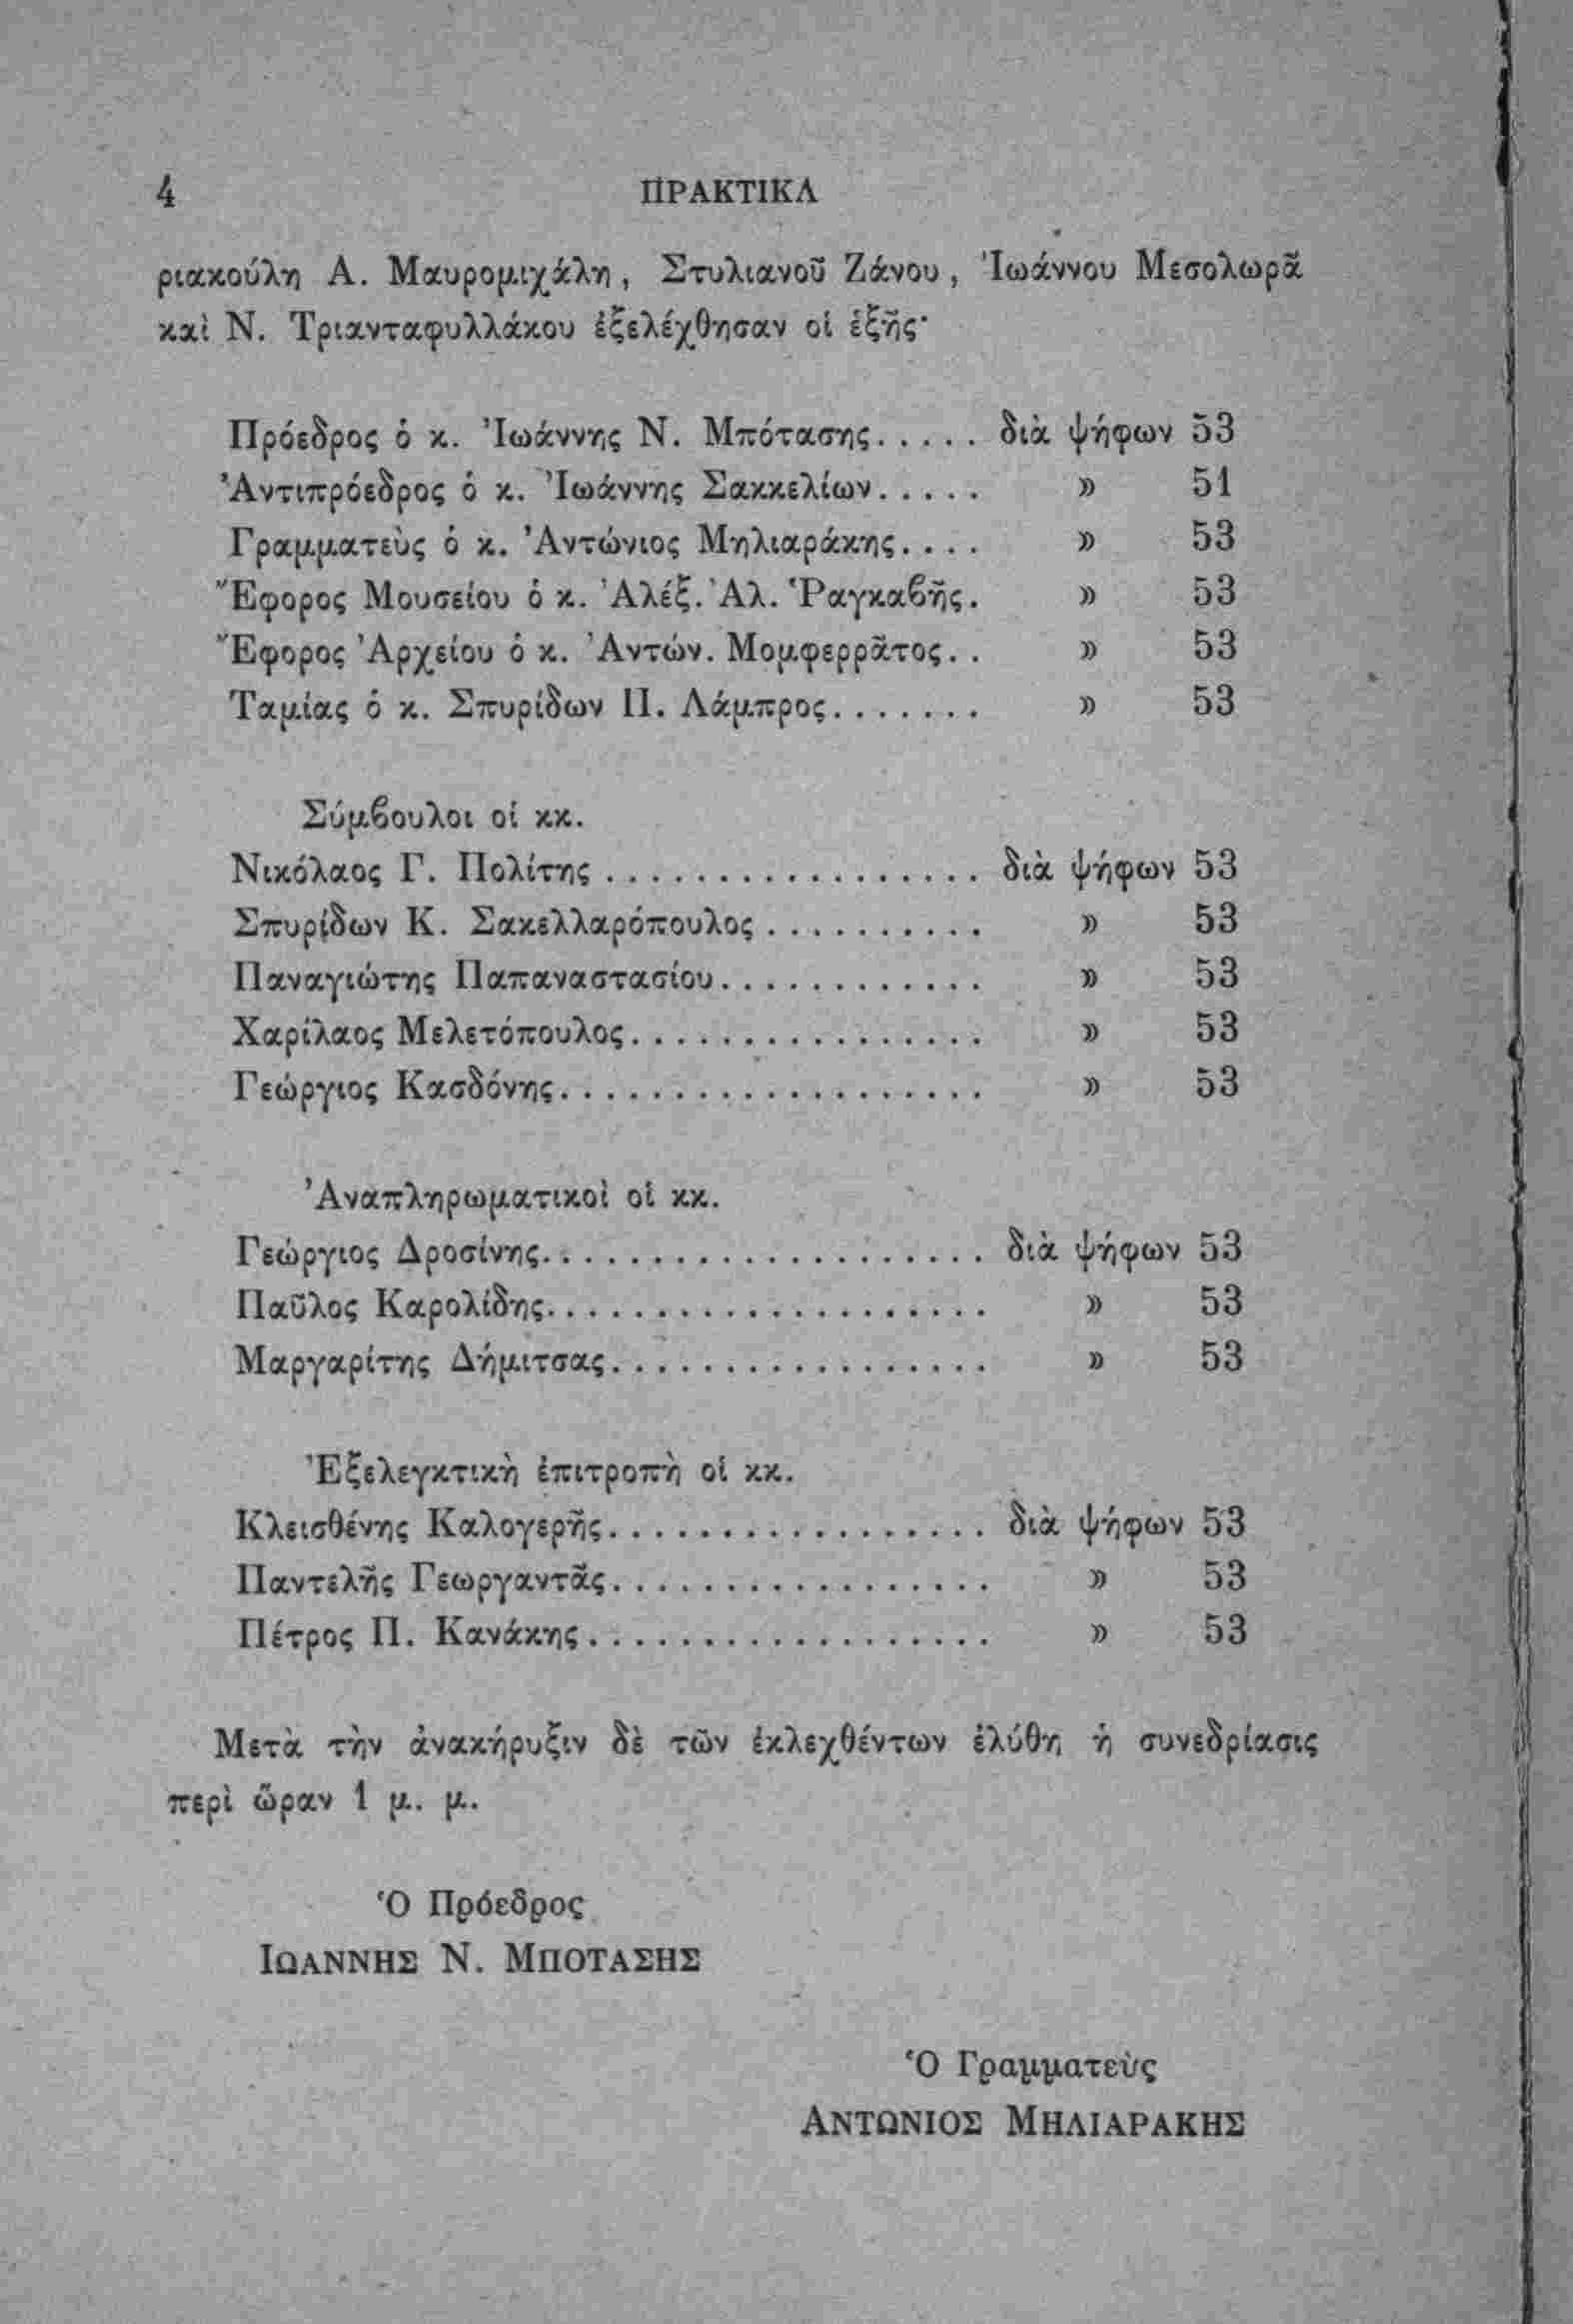 4 ΠΡΑΚΤΙΚΑ
ριακούλη Α. Μαυρομιχάλη, Στυλιανοῦ Ζάνου, Ἰωάννου Μεσολωρᾶ
καὶ Ν. Τριανταφυλλάκου ἐξελέχθησαν οἱ ἑξῆς·
Πρόεδρος ὁ κ. Ἰωάννης Ν. Μπότασης..... διὰ ψήφων 53
Ἀντιπρόεδρος ὁ κ. Ἰωάννης Σακκελίων..... » 51
Γραμματεὺς ὁ κ. Ἀντώνιος Μηλιαράκης.... » 53
Ἔφορος Μουσείου ὁ κ. Ἀλέξ. Ἀλ. Ῥαγκαβῆς. » 53
Ἔφορος Ἀρχείου ὁ κ. Ἀντών. Μομφερρᾶτος.. » 53
Ταμίας ὁ κ. Σπυρίδων Π. Λάμπρος....... » 53
Σύμβουλοι οἱ κκ.
Νικόλαος Γ. Πολίτης ................. διὰ ψήφων 53
Σπυρίδων Κ. Σακελλαρόπουλος .......... » 53
Παναγιώτης Παπαναστασίου............ » 53
Χαρίλαος Μελετόπουλος................ » 53
Γεώργιος Κασδόνης................... » 53
Ἀναπληρωματικοὶ οἱ κκ.
Γεώργιος Δροσίνης.................... διὰ ψήφων 53
Παῦλος Καρολίδης.................... » 53
Μαργαρίτης Δήμιτσας................. » 53
Ἐξελεγκτικὴ ἐπιτροπὴ οἱ κκ.
Κλεισθένης Καλογερῆς................. διὰ ψήφων 53
Παντελῆς Γεωργαντᾶς................. » 53
Πέτρος Π. Κανάκης.................. » 53
Μετὰ τὴν ἀνακήρυξιν δὲ τῶν ἐκλεχθέντων ἐλύθη ἡ συνεδρίασις
περὶ ὥραν 1 μ. μ.
Ὁ Πρόεδρος
ΙΩΑΝΝΗΣ Ν. ΜΠΟΤΑΣΗΣ
Ὁ Γραμματεὺς
ΑΝΤΩΝΙΟΣ ΜΗΛΙΑΡΑΚΗΣ